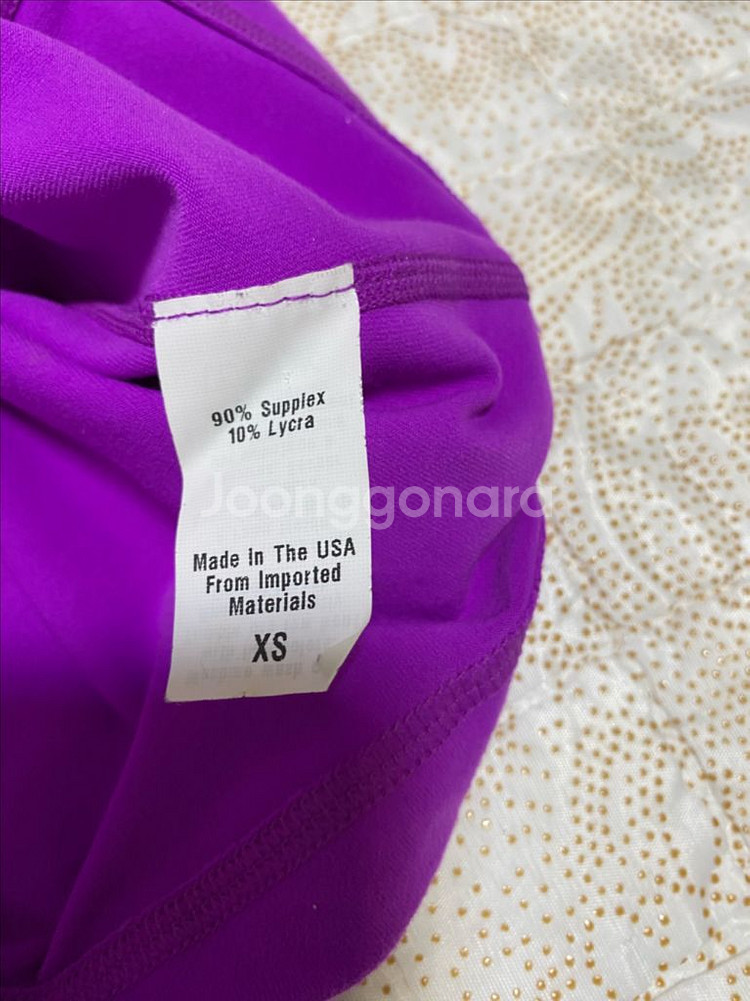 90% Supplex
10% Lycra
Joonggonara
Made In The USA
From Imported
Materials
XS